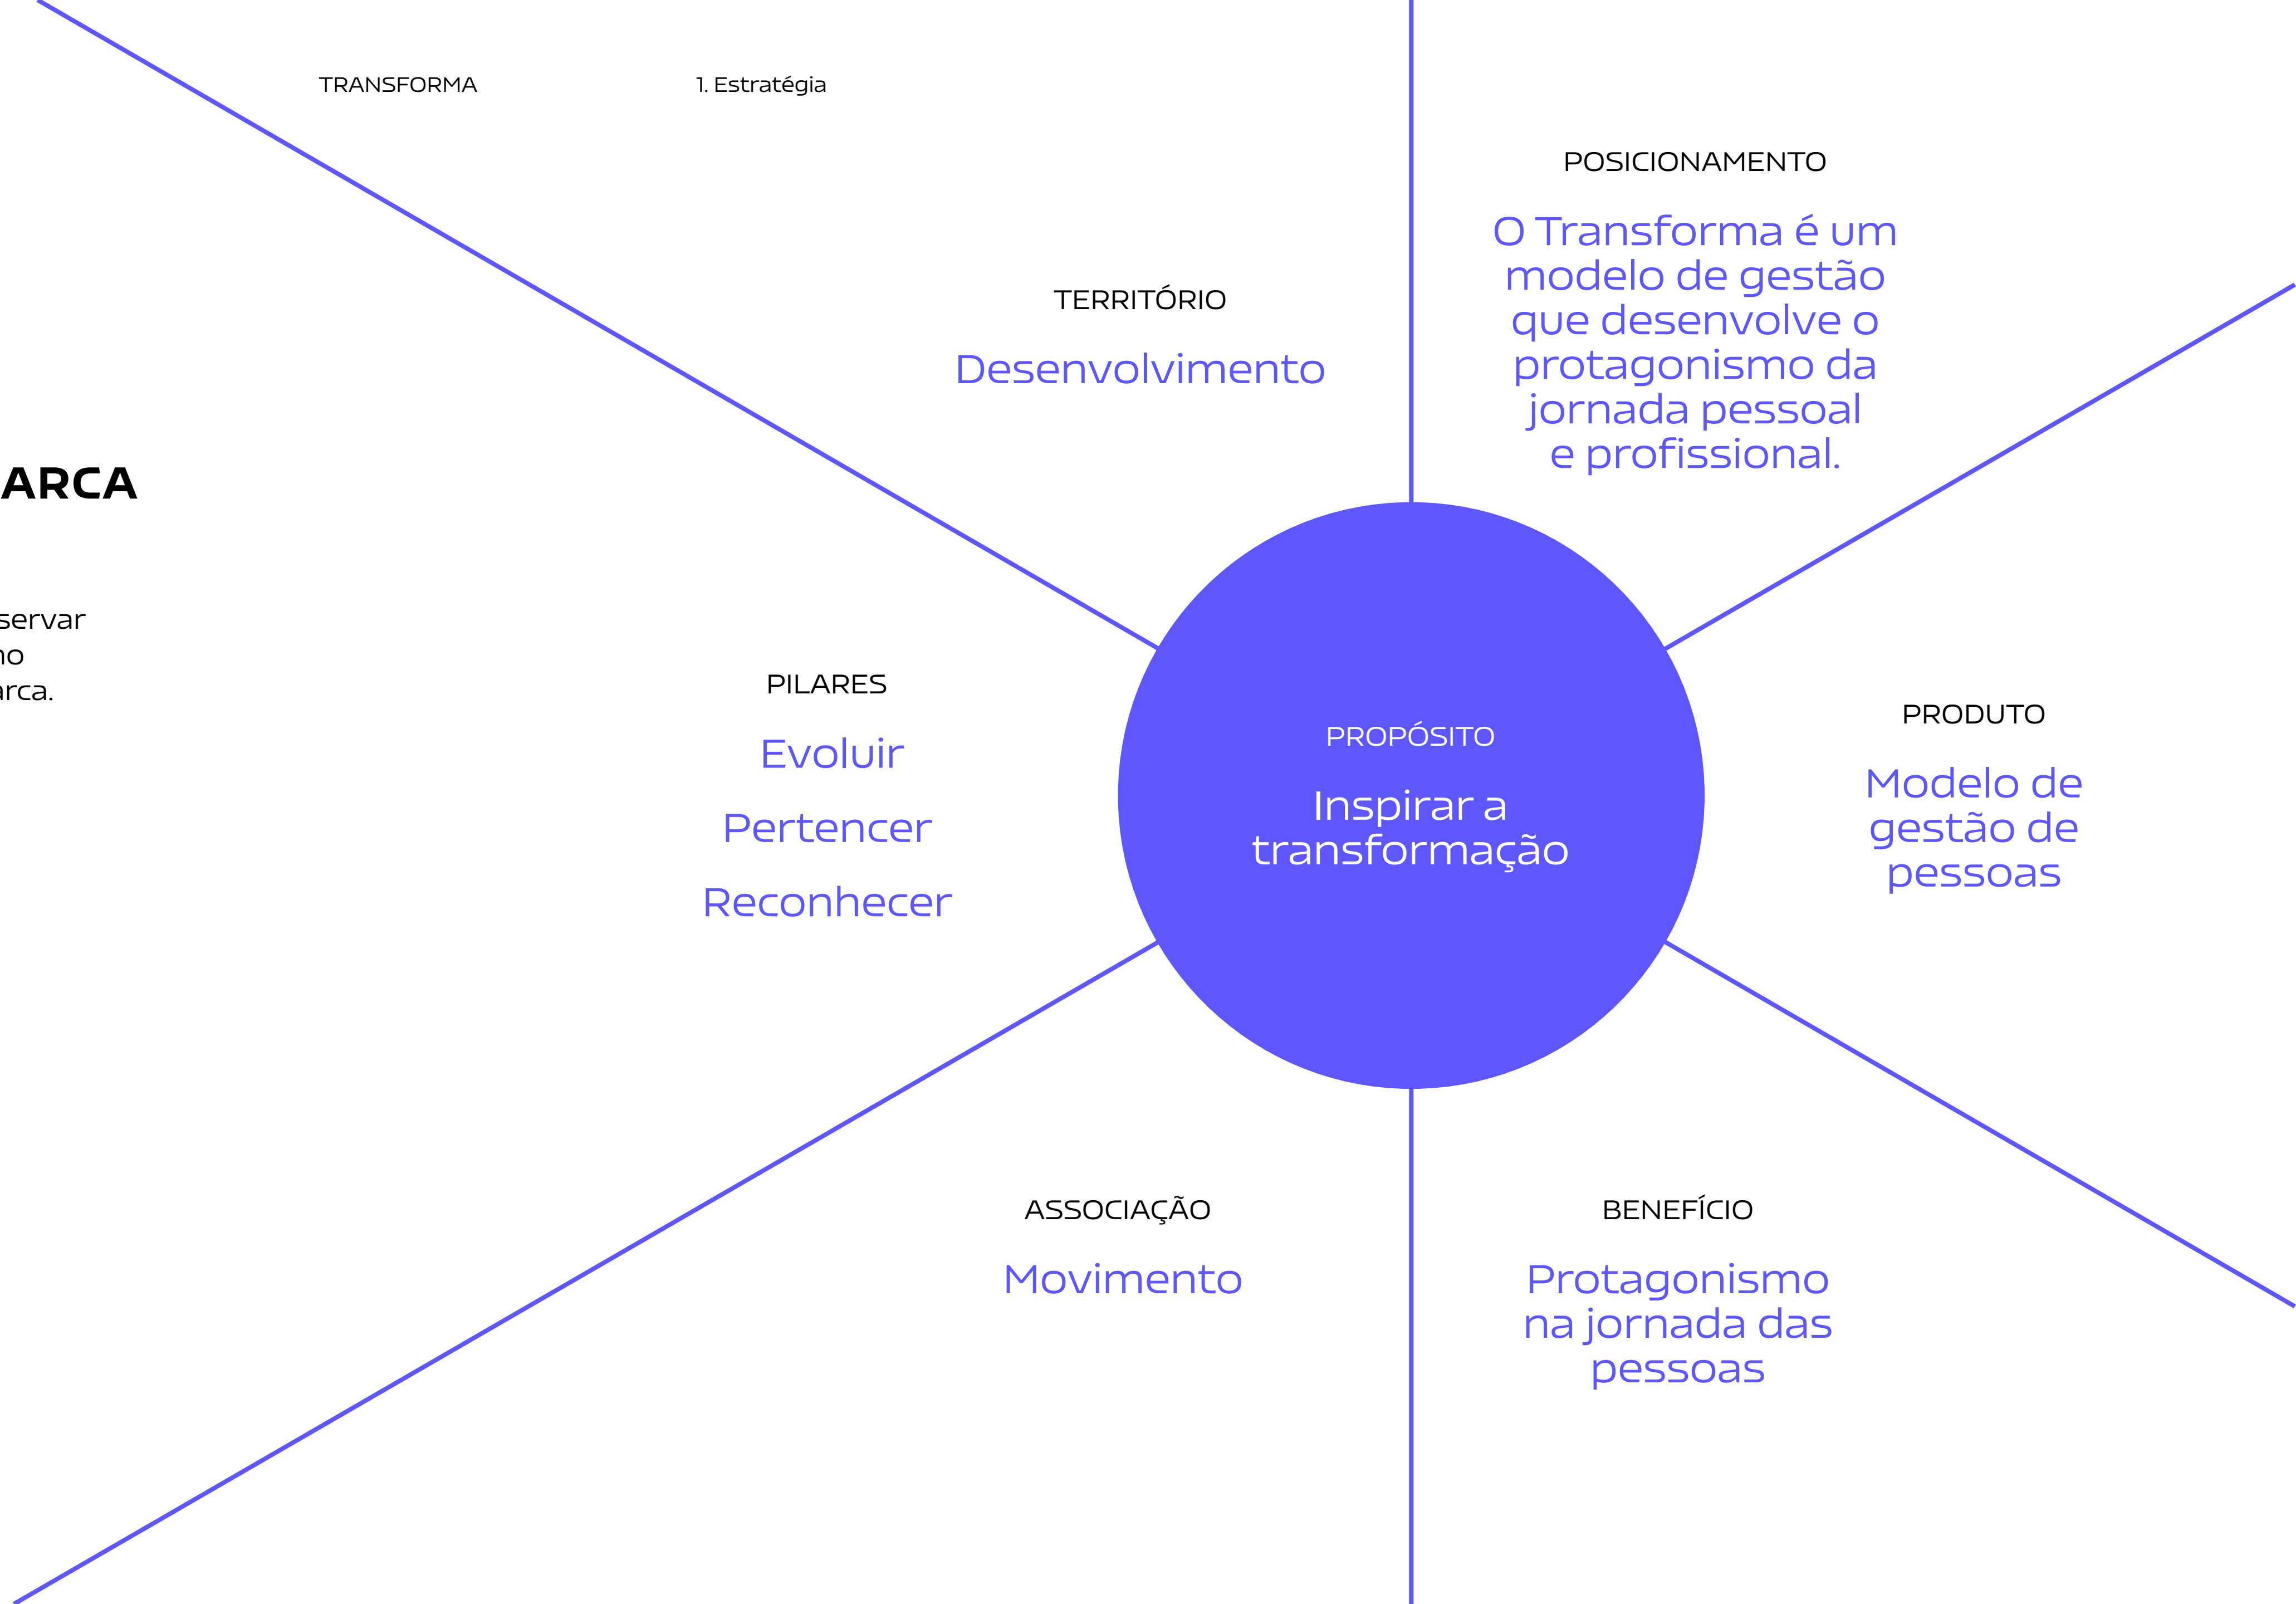 TRANSFORMA
1. Estratégia
ARCA
servar
no
arca.
TERRITÓRIO
Desenvolvimento
POSICIONAMENTO
O Transforma é um
modelo de gestão
que desenvolve o
protagonismo da
jornada pessoal
e profissional.
PILARES
Evoluir
Pertencer
Reconhecer
PROPÓSITO
Inspirar a
transformação
PRODUTO
Modelo de
gestão de
pessoas
ASSOCIAÇÃO
Movimento
BENEFÍCIO
Protagonismo
na jornada das
pessoas